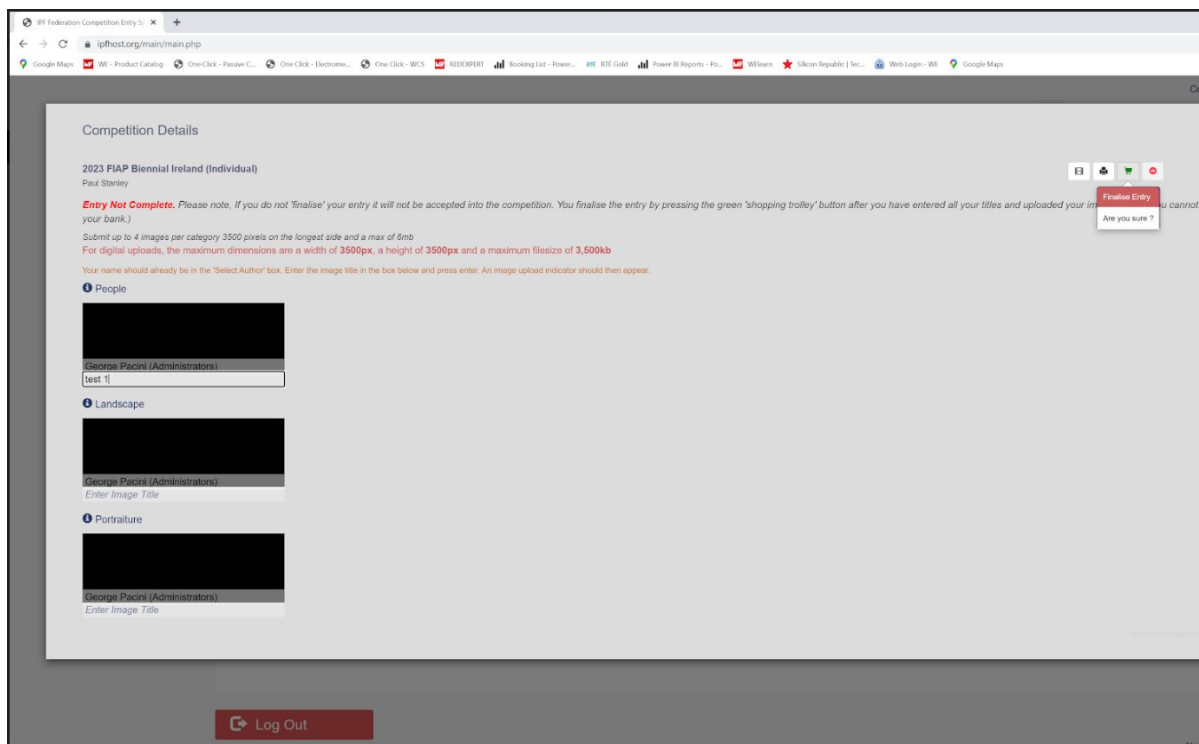 IPF Federation Competition Entry Sy
ipfhost.org/main/main.php
Google Maps WE - Product Catalog One Click - Passive C... One Click - Electrome... One Click - WCS REDEXPERT Booking List - Power... RTÉ Gold Power BI Reports - Po... WElearn Silicon Republic | Tec... Web Login - WE Google Maps
Competition Details
2023 FIAP Biennial Ireland (Individual)
Paul Stanley
Finalise Entry
Are you sure ?
Entry Not Complete. Please note, If you do not 'finalise' your entry it will not be accepted into the competition. You finalise the entry by pressing the green 'shopping trolley' button after you have entered all your titles and uploaded your im u cannot
your bank.)
Submit up to 4 images per category 3500 pixels on the longest side and a max of 6mb
For digital uploads, the maximum dimensions are a width of 3500px, a height of 3500px and a maximum filesize of 3,500kb
Your name should already be in the 'Select Author' box. Enter the image title in the box below and press enter. An image upload indicator should then appear.
People
George Pacini (Administrators)
test 1
Landscape
George Pacini (Administrators)
Enter Image Title
Portraiture
George Pacini (Administrators)
Enter Image Title
Log Out